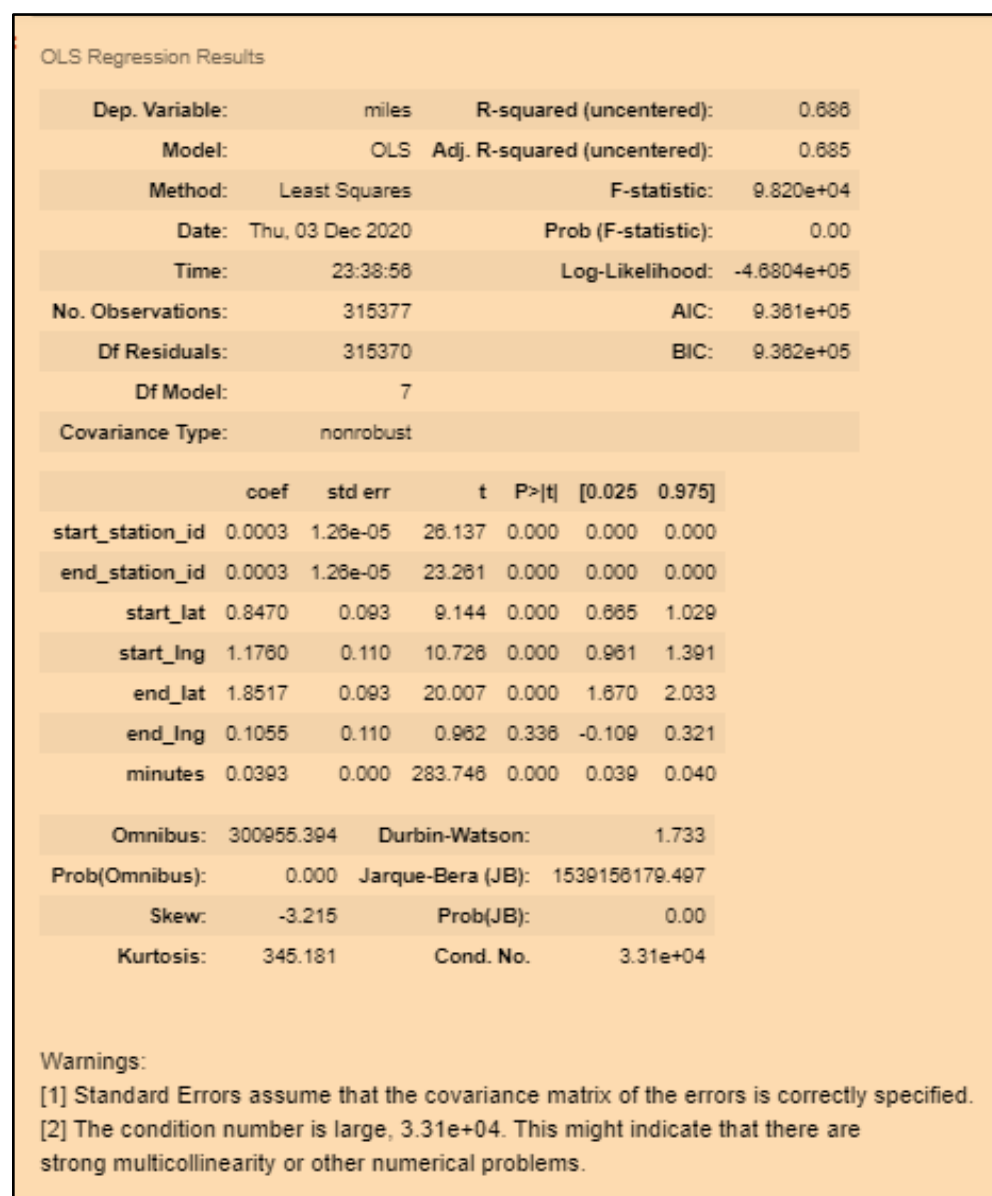 OLS Regression Results
Dep. Variable: miles R-squared (uncentered): 0.686
Model: OLS Adj. R-squared (uncentered): 0.685
Method: Least Squares F-statistic: 9.820e+04
Date: Thu, 03 Dec 2020 Prob (F-statistic): 0.00
Time: 23:38:56 Log-Likelihood: -4.6804e+05
No. Observations: 315377 AIC: 9.361e+05
Df Residuals: 315370 BIC: 9.362e+05
Df Model: 7
Covariance Type: nonrobust
coef std err t P>|t| [0.025 0.975]
start_station_id 0.0003 1.26e-05 26.137 0.000 0.000 0.000
end_station_id 0.0003 1.26e-05 23.261 0.000 0.000 0.000
start_lat 0.8470 0.093 9.144 0.000 0.665 1.029
start_lng 1.1760 0.110 10.726 0.000 0.961 1.391
end_lat 1.8517 0.093 20.007 0.000 1.670 2.033
end_lng 0.1055 0.110 0.962 0.336 -0.109 0.321
minutes 0.0393 0.000 283.746 0.000 0.039 0.040
Omnibus: 300955.394 Durbin-Watson: 1.733
Prob(Omnibus): 0.000 Jarque-Bera (JB): 1539156179.497
Skew: -3.215 Prob(JB): 0.00
Kurtosis: 345.181 Cond. No. 3.31e+04
Warnings:
[1] Standard Errors assume that the covariance matrix of the errors is correctly specified.
[2] The condition number is large, 3.31e+04. This might indicate that there are
strong multicollinearity or other numerical problems.